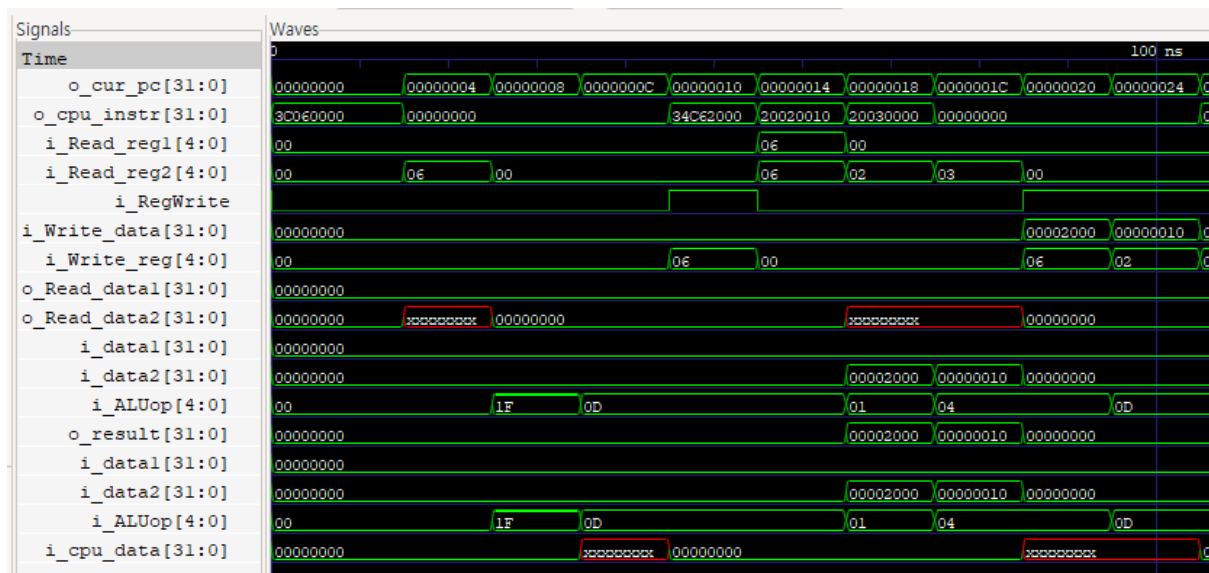 Signals Waves
Time 0 100 ns
o_cur_pc[31:0] 00000000 00000004 00000008 0000000C 00000010 00000014 00000018 0000001C 00000020 00000024
o_cpu_instr[31:0] 3C060000 00000000 34C62000 20020010 20030000 00000000
i_Read_reg1[4:0] 00 06 00
i_Read_reg2[4:0] 00 06 00 06 02 03 00
i_RegWrite
i_Write_data[31:0] 00000000 00002000 00000010
i_Write_reg[4:0] 00 06 00 06 02
o_Read_data1[31:0] 00000000
o_Read_data2[31:0] 00000000 xxxxxxxxx 00000000 xxxxxxxxx 00000000
i_data1[31:0] 00000000
i_data2[31:0] 00000000 00002000 00000010 00000000
i_ALUop[4:0] 00 1F 0D 01 04 0D
o_result[31:0] 00000000 00002000 00000010 00000000
i_data1[31:0] 00000000
i_data2[31:0] 00000000 00002000 00000010 00000000
i_ALUop[4:0] 00 1F 0D 01 04 0D
i_cpu_data[31:0] 00000000 xxxxxxxxx 00000000 xxxxxxxxx